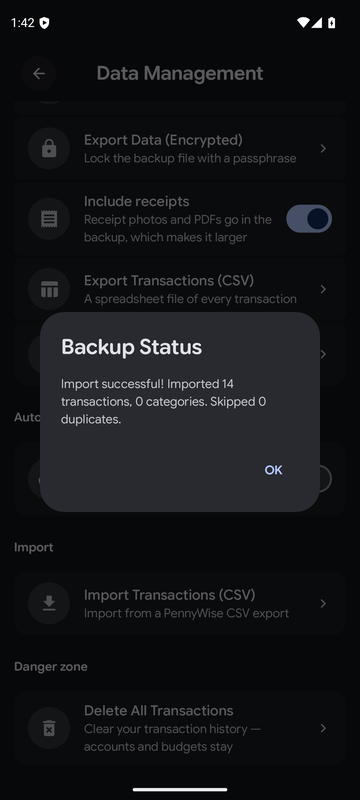 1:42
Data Management
Export Data (Encrypted)
Lock the backup file with a passphrase
Include receipts
Receipt photos and PDFs go in the
backup, which makes it larger
Export Transactions (CSV)
A spreadsheet file of every transaction
Backup Status
Import successful! Imported 14
transactions, 0 categories. Skipped 0
duplicates.
Auto
OK
Import
Import Transactions (CSV)
Import from a PennyWise CSV export
Danger zone
Delete All Transactions
Clear your transaction history —
accounts and budgets stay